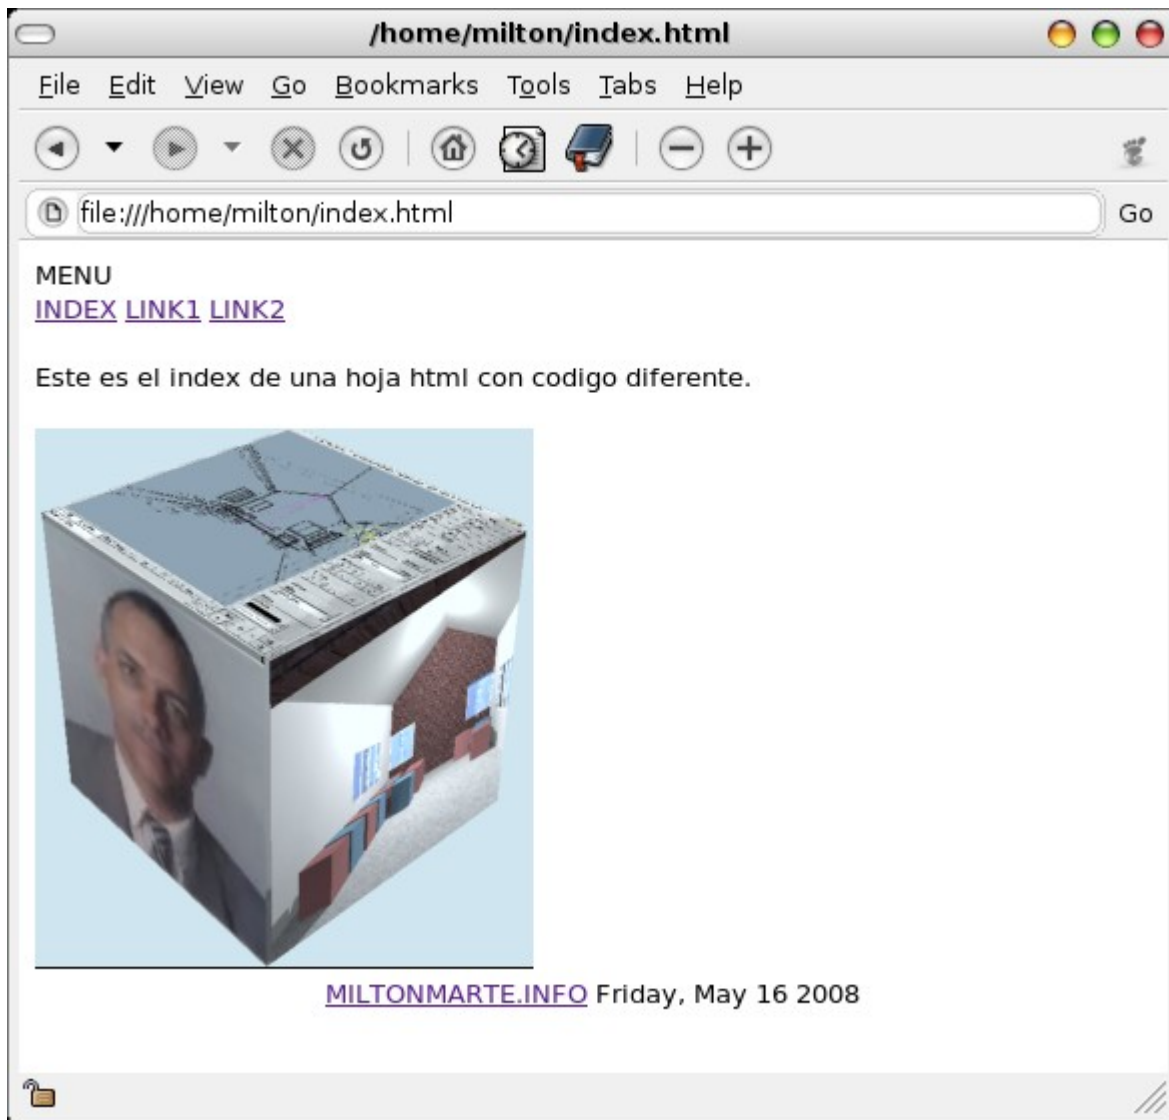 /home/milton/index.html
File Edit View Go Bookmarks Tools Tabs Help
file:///home/milton/index.html Go
MENU
INDEX LINK1 LINK2
Este es el index de una hoja html con codigo diferente.
MILTONMARTE.INFO Friday, May 16 2008